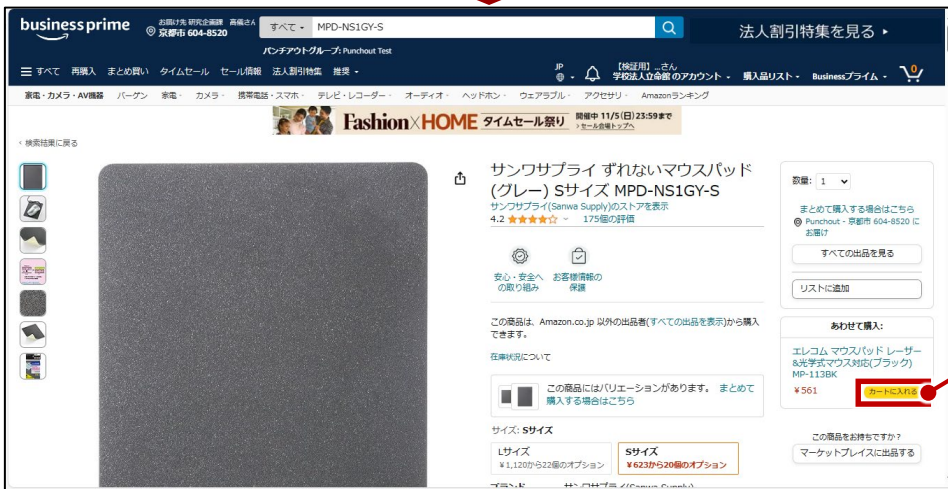 business prime
お届け先 研究企画課 髙儀さん
京都市 604-8520
すべて
MPD-NS1GY-S
法人割引特集を見る
パンチアウトグループ: Punchout Test
すべて 再購入 まとめ買い タイムセール セール情報 法人割引特集 推奨
JP
【検証用】...さん
学校法人立命館 のアカウント
購入品リスト
Businessプライム
0
家電・カメラ・AV機器 バーゲン 家電 カメラ 携帯電話・スマホ テレビ・レコーダー オーディオ ヘッドホン ウェアラブル アクセサリ Amazonランキング
Fashion×HOME タイムセール祭り
開催中 11/5(日)23:59まで
›セール会場トップへ
‹ 検索結果に戻る
サンワサプライ ずれないマウスパッド
(グレー) Sサイズ MPD-NS1GY-S
サンワサプライ(Sanwa Supply)のストアを表示
4.2 175個の評価
安心・安全へ
の取り組み
お客様情報の
保護
この商品は、Amazon.co.jp 以外の出品者(すべての出品を表示)から購入
できます。
在庫状況について
この商品にはバリエーションがあります。 まとめて
購入する場合はこちら
サイズ: Sサイズ
Lサイズ
¥1,120から22個のオプション
Sサイズ
¥623から20個のオプション
ブランド サンワサプライ(Sanwa Supply)
数量: 1
まとめて購入する場合はこちら
Punchout - 京都市 604-8520 に
お届け
すべての出品を見る
リストに追加
あわせて購入:
エレコム マウスパッド レーザー
&光学式マウス対応(ブラック)
MP-113BK
¥561
カートに入れる
この商品をお持ちですか？
マーケットプレイスに出品する